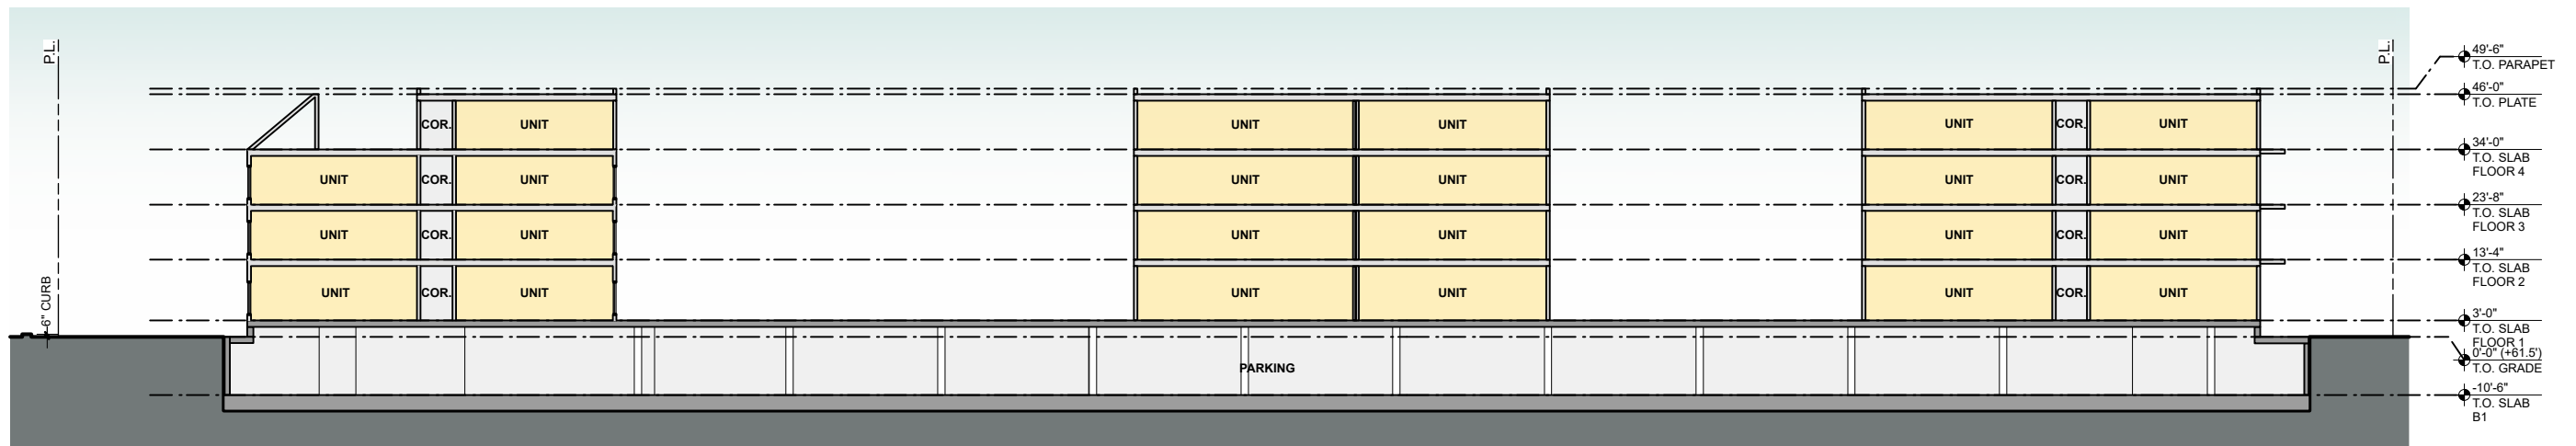 P.L.
P.L.
49'-6"
T.O. PARAPET
46'-0"
T.O. PLATE
COR. UNIT UNIT UNIT UNIT COR. UNIT
34'-0"
T.O. SLAB
FLOOR 4
UNIT COR. UNIT UNIT UNIT UNIT COR. UNIT
23'-8"
T.O. SLAB
FLOOR 3
UNIT COR. UNIT UNIT UNIT UNIT COR. UNIT
13'-4"
T.O. SLAB
FLOOR 2
UNIT COR. UNIT UNIT UNIT UNIT COR. UNIT
6" CURB
3'-0"
T.O. SLAB
FLOOR 1
0'-0" (+61.5')
T.O. GRADE
PARKING
-10'-6"
T.O. SLAB
B1